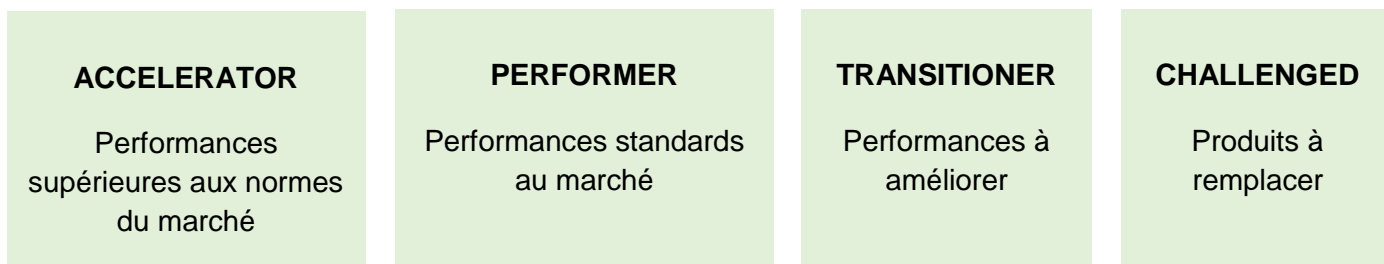 ACCELERATOR
Performances
supérieures aux normes
du marché
PERFORMER
Performances standards
au marché
TRANSITIONER
Performances à
améliorer
CHALLENGED
Produits à
remplacer